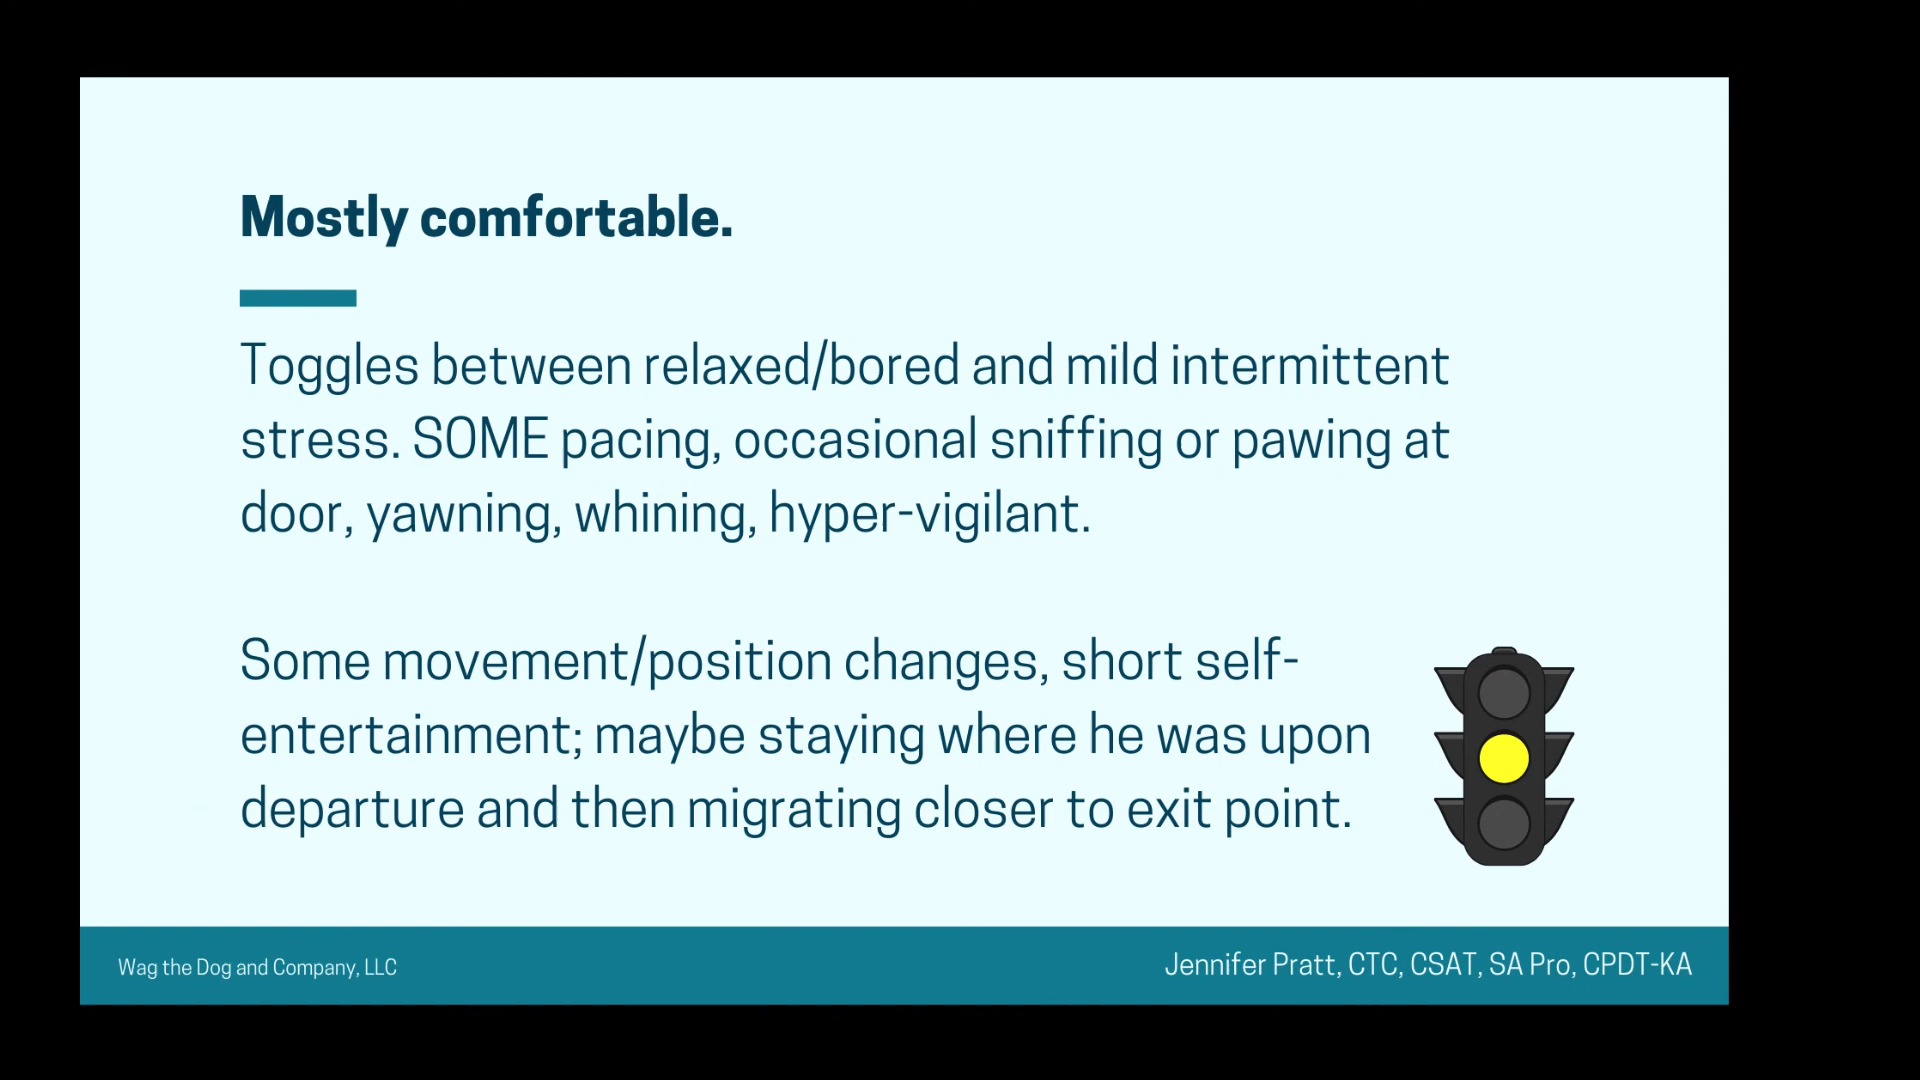 Mostly comfortable.
Toggles between relaxed/bored and mild intermittent
stress. SOME pacing, occasional sniffing or pawing at
door, yawning, whining, hyper-vigilant.
Some movement/position changes, short self-
entertainment; maybe staying where he was upon
departure and then migrating closer to exit point.
Wag the Dog and Company, LLC
Jennifer Pratt, CTC, CSAT, SA Pro, CPDT-KA